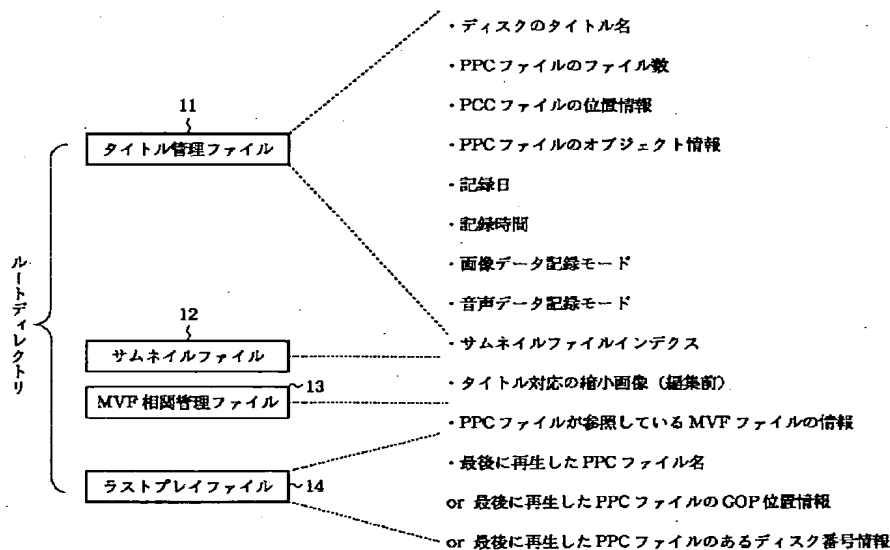 ルートディレクトリ
11
タイトル管理ファイル
・ディスクのタイトル名
・PPCファイルのファイル数
・PCCファイルの位置情報
・PPCファイルのオブジェクト情報
・記録日
・記録時間
・画像データ記録モード
・音声データ記録モード
・サムネイルファイルインデクス
12
サムネイルファイル
・タイトル対応の縮小画像（編集前）
13
MVF相関管理ファイル
・PPCファイルが参照しているMVFファイルの情報
ラストプレイファイル
14
・最後に再生したPPCファイル名
or 最後に再生したPPCファイルのGOP位置情報
or 最後に再生したPPCファイルのあるディスク番号情報